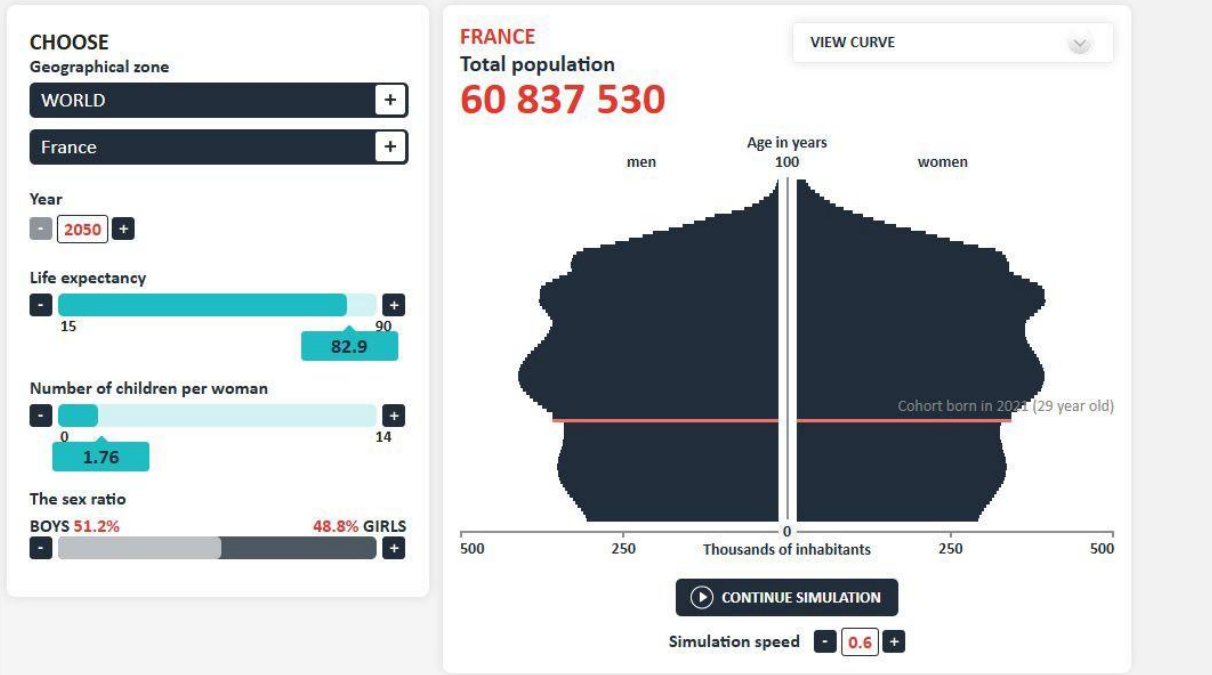 CHOOSE
Geographical zone
WORLD +
France +
Year
- 2050 +
Life expectancy
- +
15 90
82.9
Number of children per woman
- +
0 14
1.76
The sex ratio
BOYS 51.2% 48.8% GIRLS
- +
FRANCE
Total population
60 837 530
VIEW CURVE
Age in years
men 100 women
Cohort born in 2021 (29 year old)
0
500 250 Thousands of inhabitants 250 500
CONTINUE SIMULATION
Simulation speed - 0.6 +